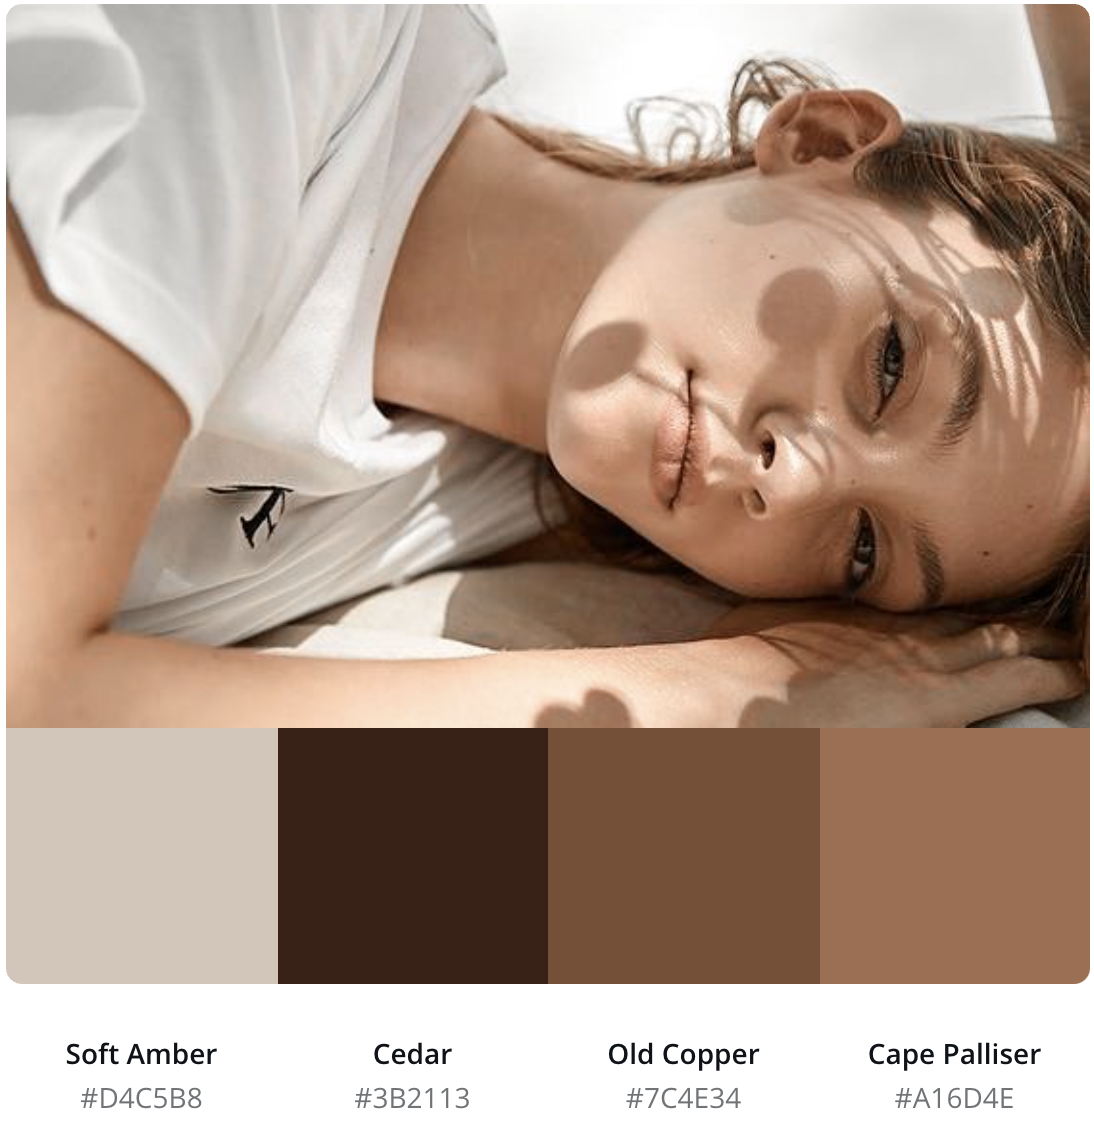 Soft Amber
#D4C5B8
Cedar
#3B2113
Old Copper
#7C4E34
Cape Palliser
#A16D4E